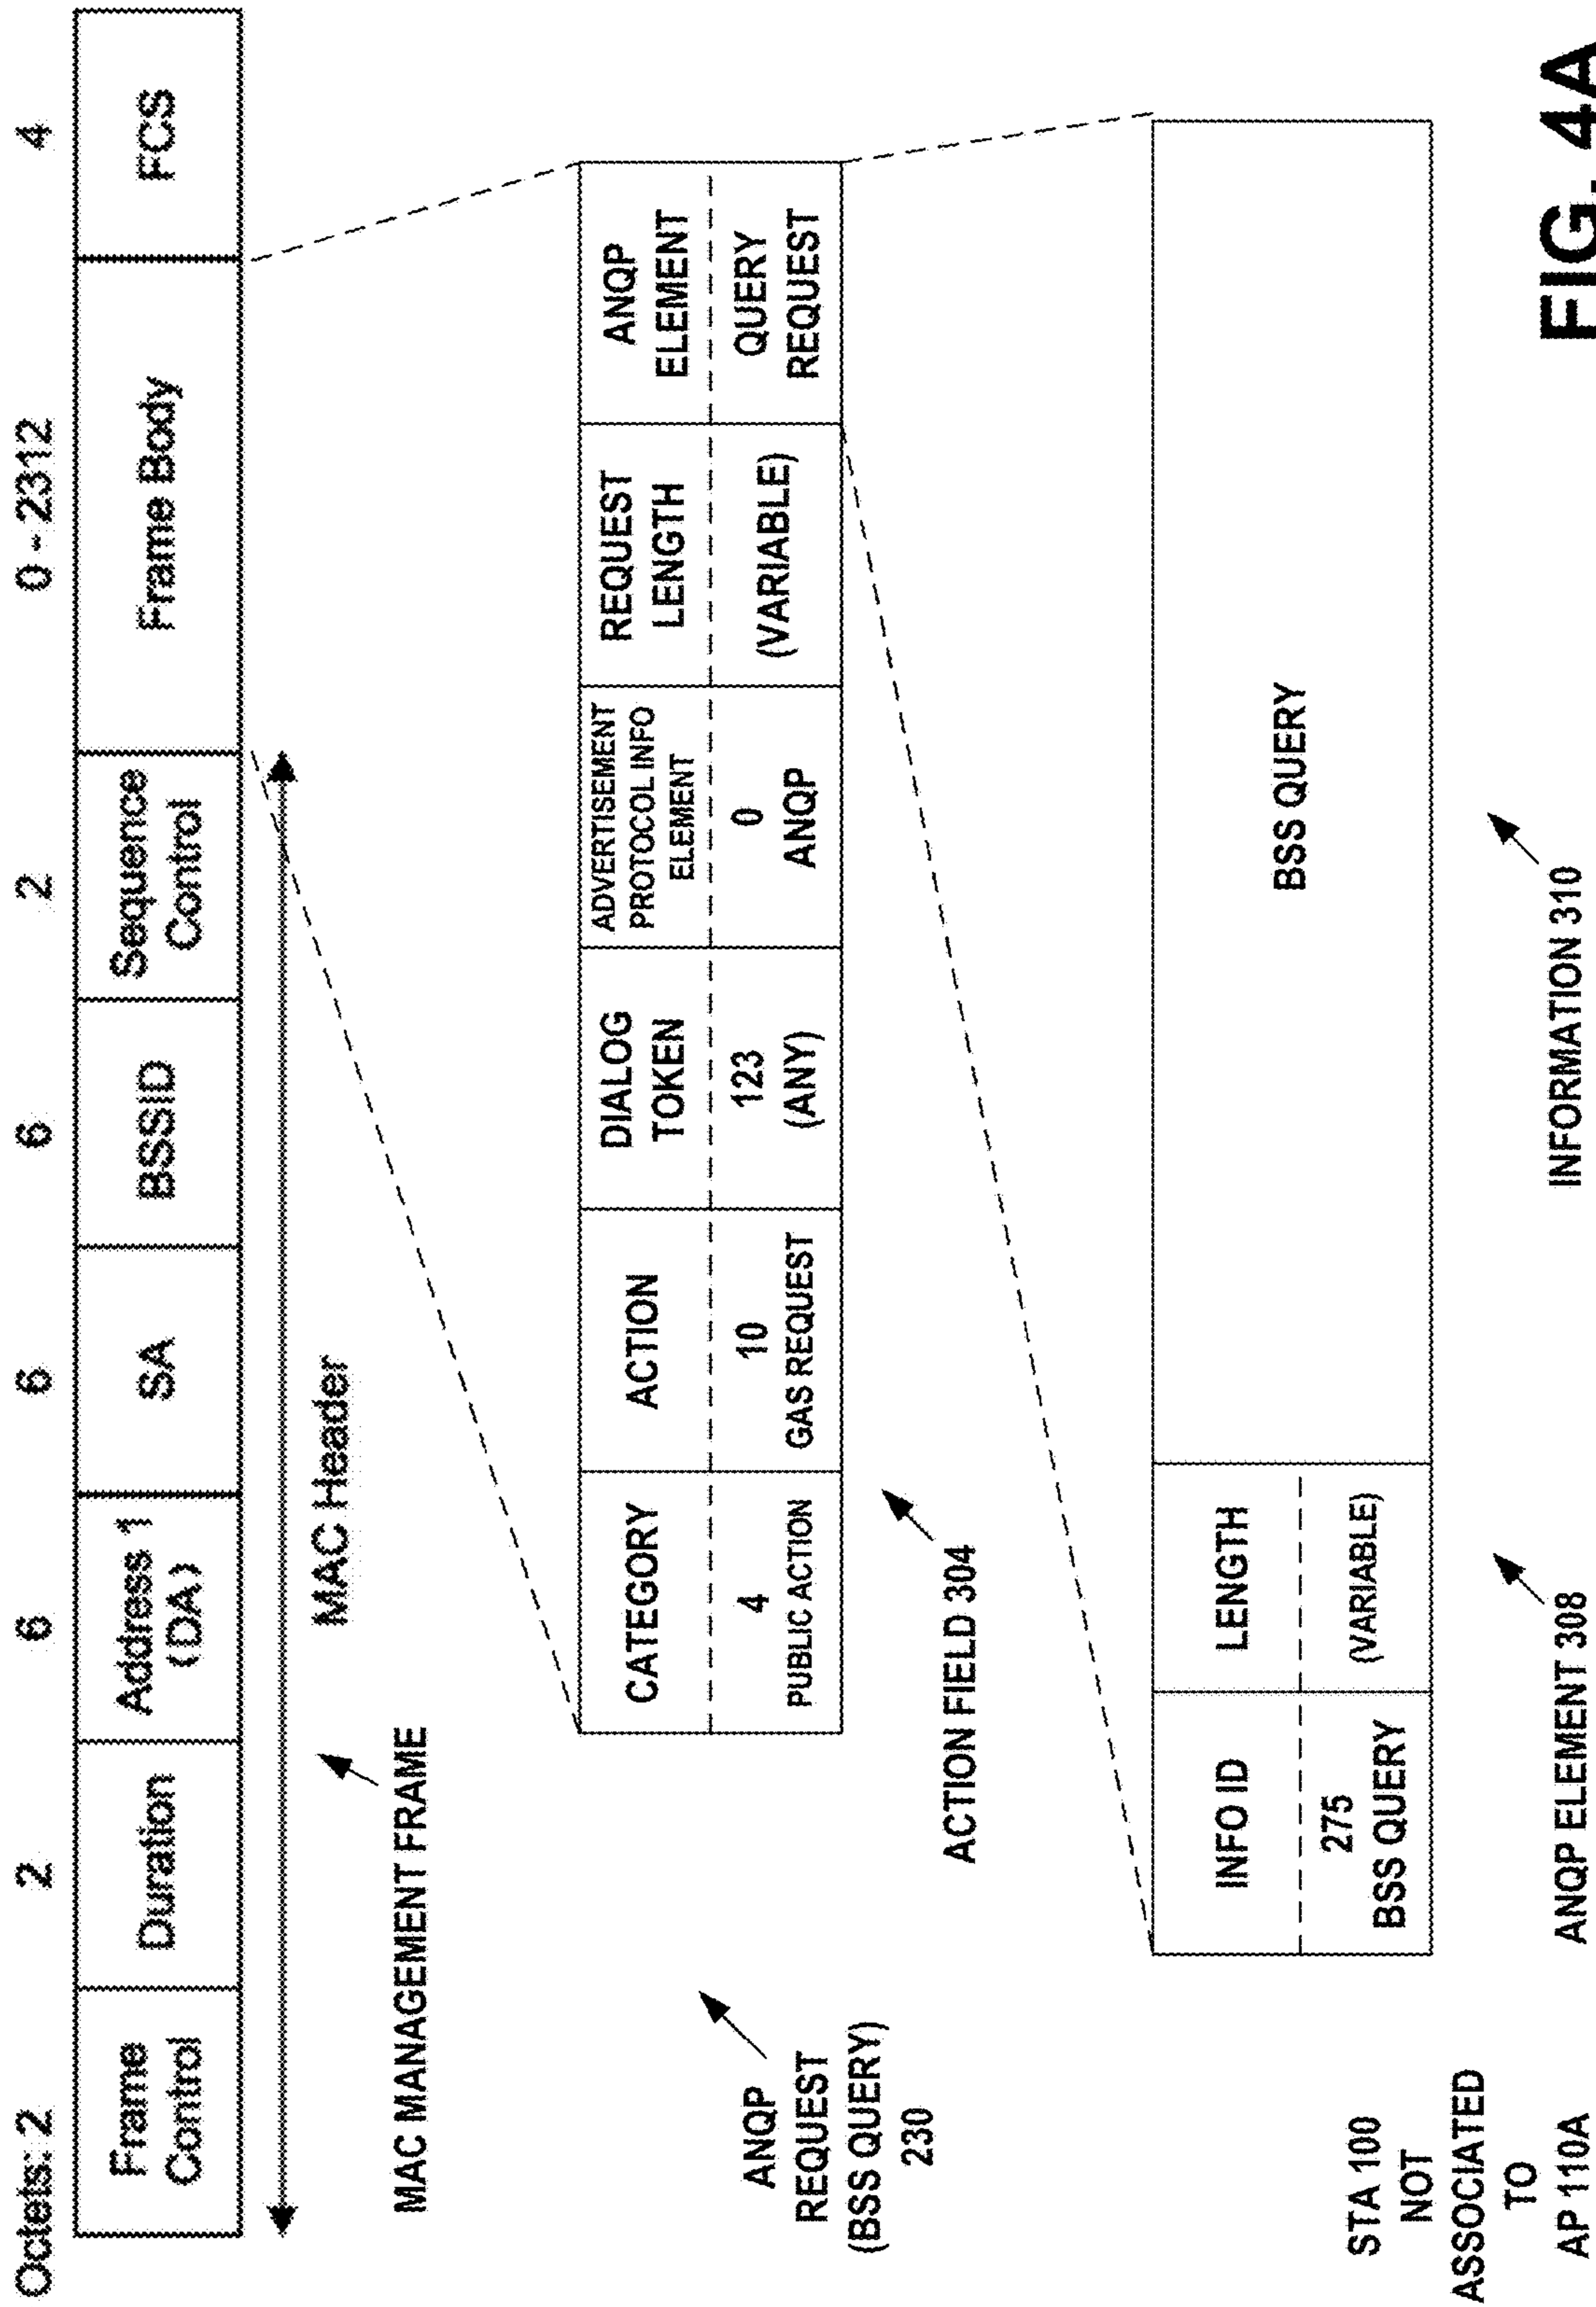 Octets: 2
2
6
6
6
2
0 - 2312
4
Frame
Control
Duration
Address 1
(DA)
SA
BSSID
Sequence
Control
Frame Body
FCS
MAC Header
MAC MANAGEMENT FRAME
CATEGORY
ACTION
DIALOG
TOKEN
ADVERTISEMENT
PROTOCOL INFO
ELEMENT
REQUEST
LENGTH
ANQP
ELEMENT
4
PUBLIC ACTION
10
GAS REQUEST
123
(ANY)
0
ANQP
(VARIABLE)
QUERY
REQUEST
ANQP
REQUEST
(BSS QUERY)
230
ACTION FIELD 304
INFO ID
LENGTH
275
BSS QUERY
(VARIABLE)
BSS QUERY
STA 100
NOT
ASSOCIATED
TO
AP 110A
ANQP ELEMENT 308
INFORMATION 310
FIG. 4A